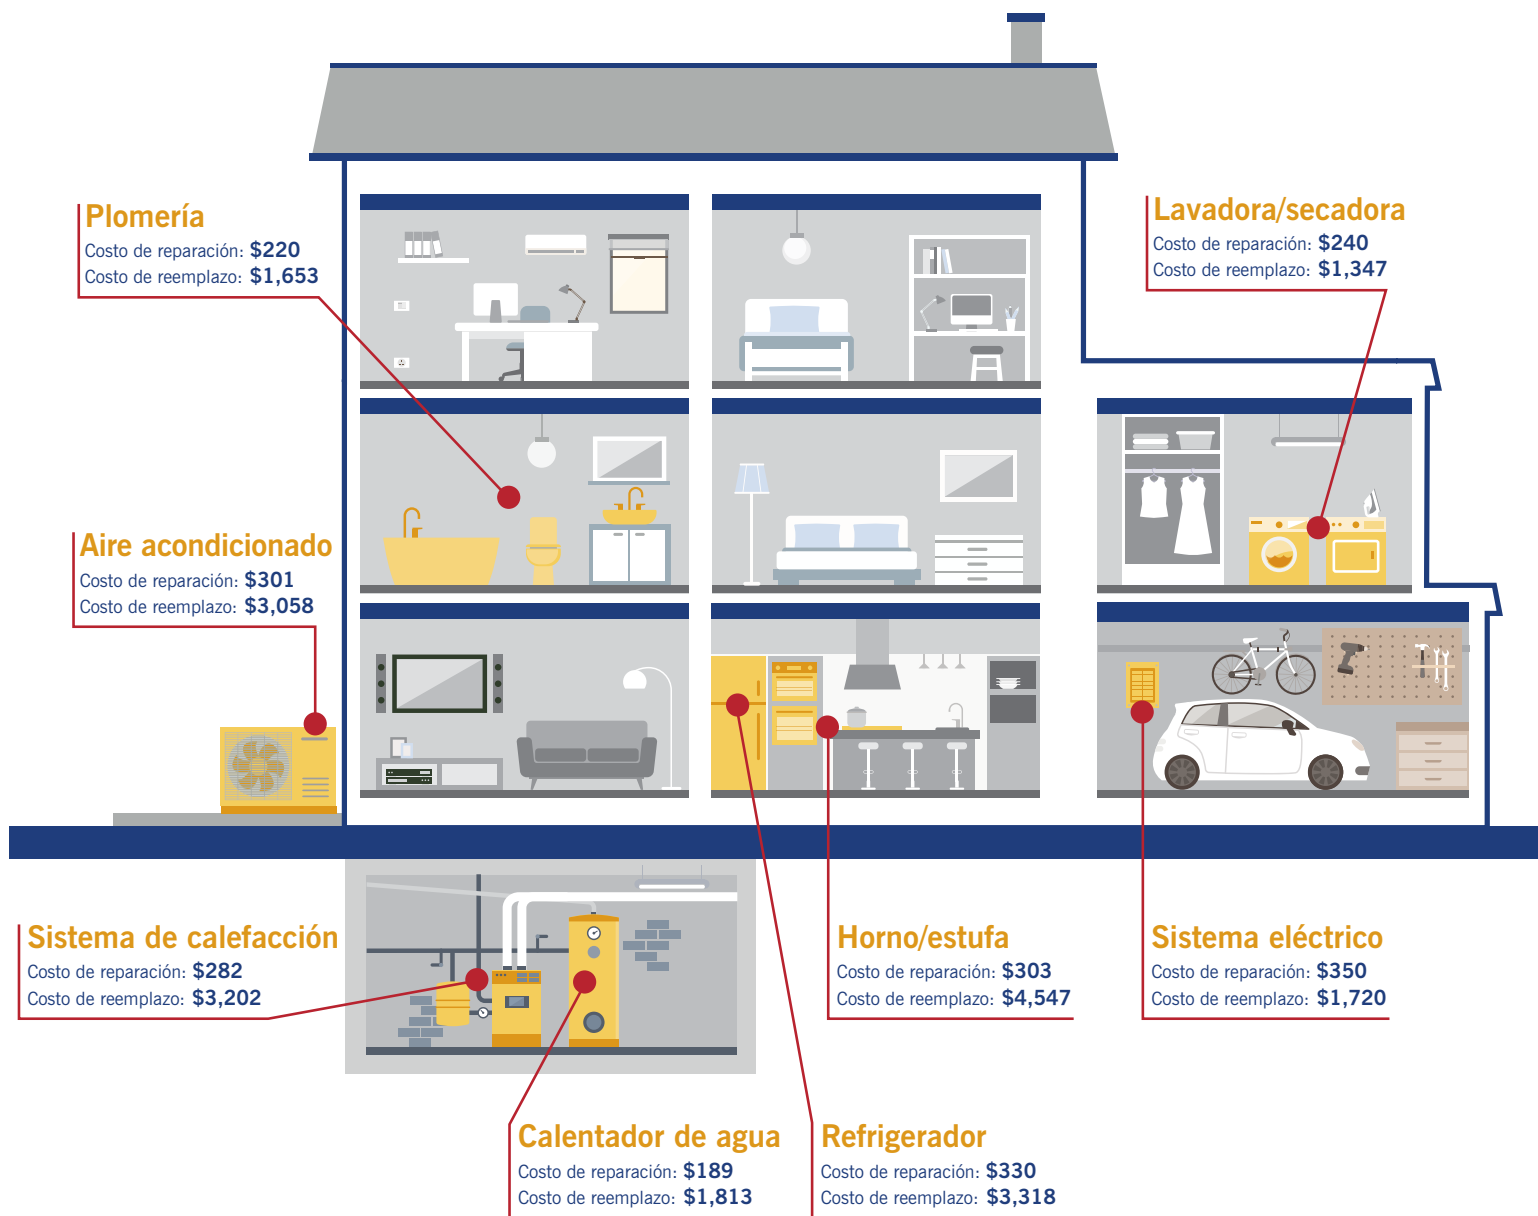 Plomería
Costo de reparación: $220
Costo de reemplazo: $1,653
Lavadora/secadora
Costo de reparación: $240
Costo de reemplazo: $1,347
Aire acondicionado
Costo de reparación: $301
Costo de reemplazo: $3,058
Sistema de calefacción
Costo de reparación: $282
Costo de reemplazo: $3,202
Horno/estufa
Costo de reparación: $303
Costo de reemplazo: $4,547
Sistema eléctrico
Costo de reparación: $350
Costo de reemplazo: $1,720
Calentador de agua
Costo de reparación: $189
Costo de reemplazo: $1,813
Refrigerador
Costo de reparación: $330
Costo de reemplazo: $3,318